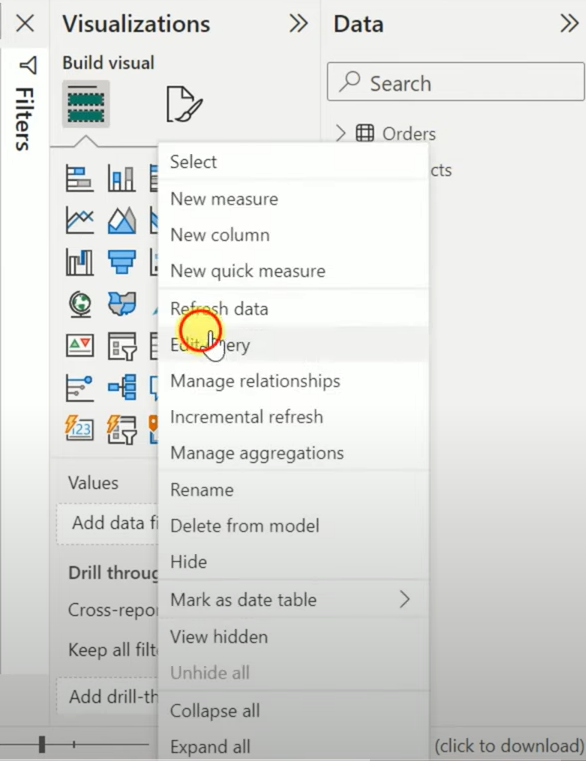 Visualizations
Data
Build visual
Search
Filters
Orders
cts
Select
New measure
New column
New quick measure
Refresh data
Edit query
Manage relationships
Incremental refresh
Manage aggregations
Rename
Delete from model
Hide
Mark as date table
View hidden
Unhide all
Collapse all
Expand all
123
Values
Add data fi
Drill throug
Cross-repo
Keep all filt
Add drill-th
(click to download)